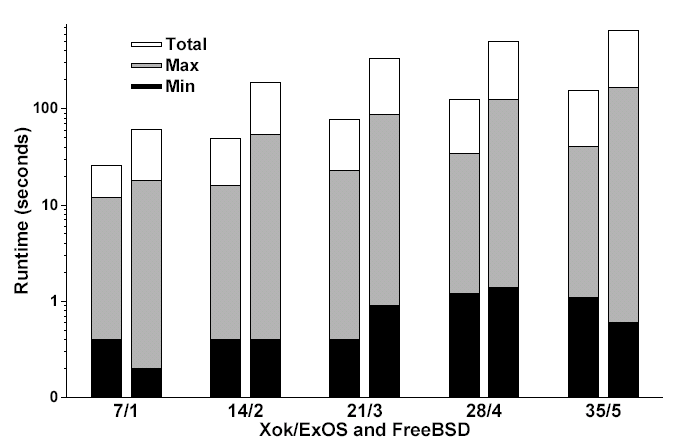 Total
Max
Min
Runtime (seconds)
100
10
1
0
7/1 14/2 21/3 28/4 35/5
Xok/ExOS and FreeBSD